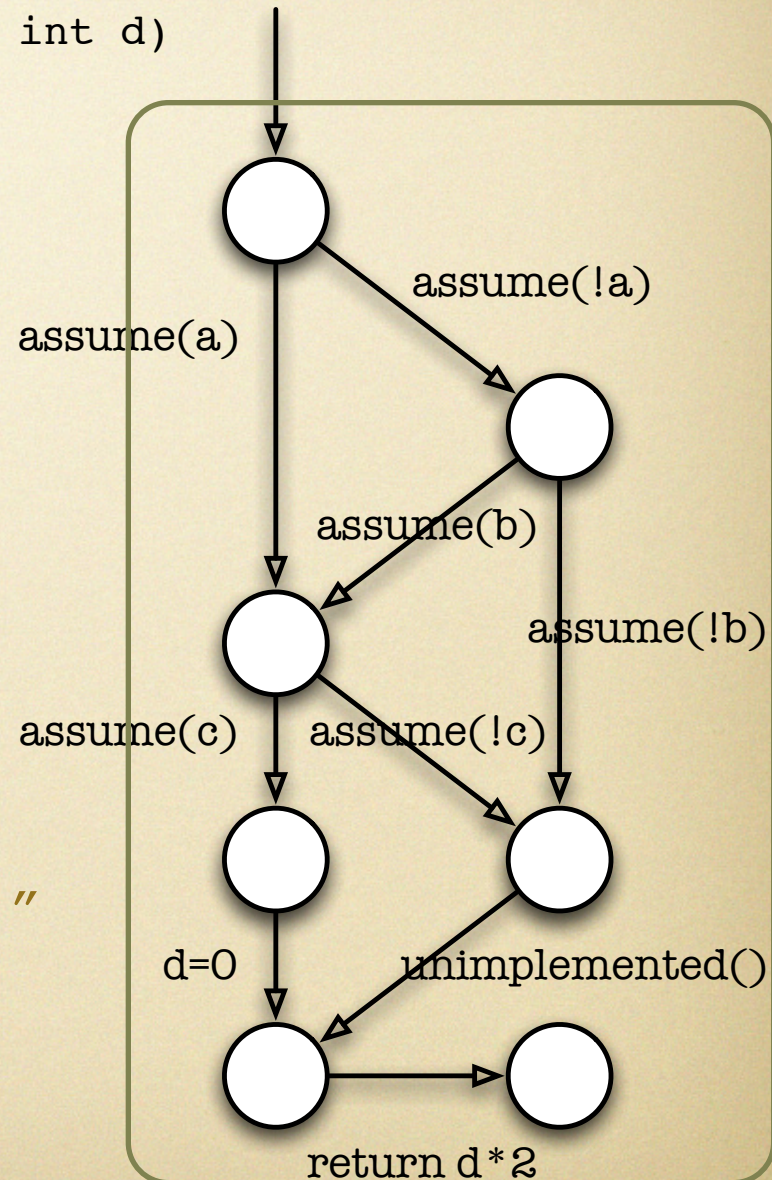 int d)
assume(!a)
assume(a)
assume(b)
assume(!b)
assume(c)
assume(!c)
"
d=0
unimplemented()
return d*2